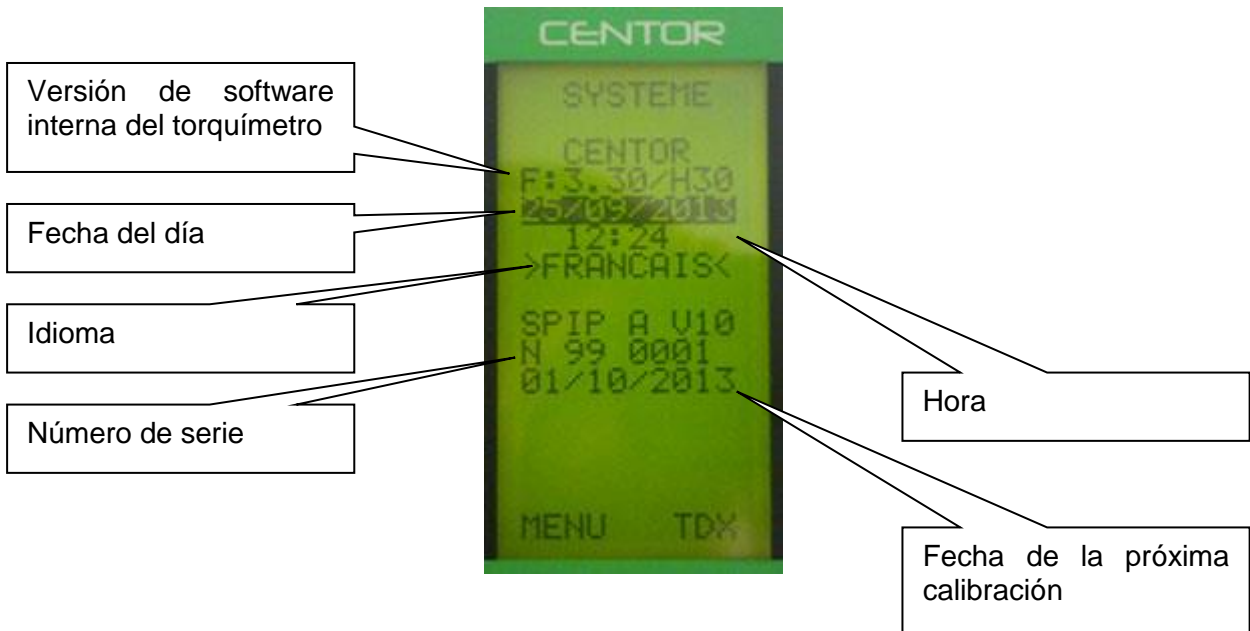 Versión de software
interna del torquímetro
Fecha del día
Idioma
Número de serie
CENTOR
SYSTEME
CENTOR
F:3.30/H30
25/09/2013
12:24
>FRANCAIS<
SPIP A V10
N 99 0001
01/10/2013
MENU TDX
Hora
Fecha de la próxima
calibración